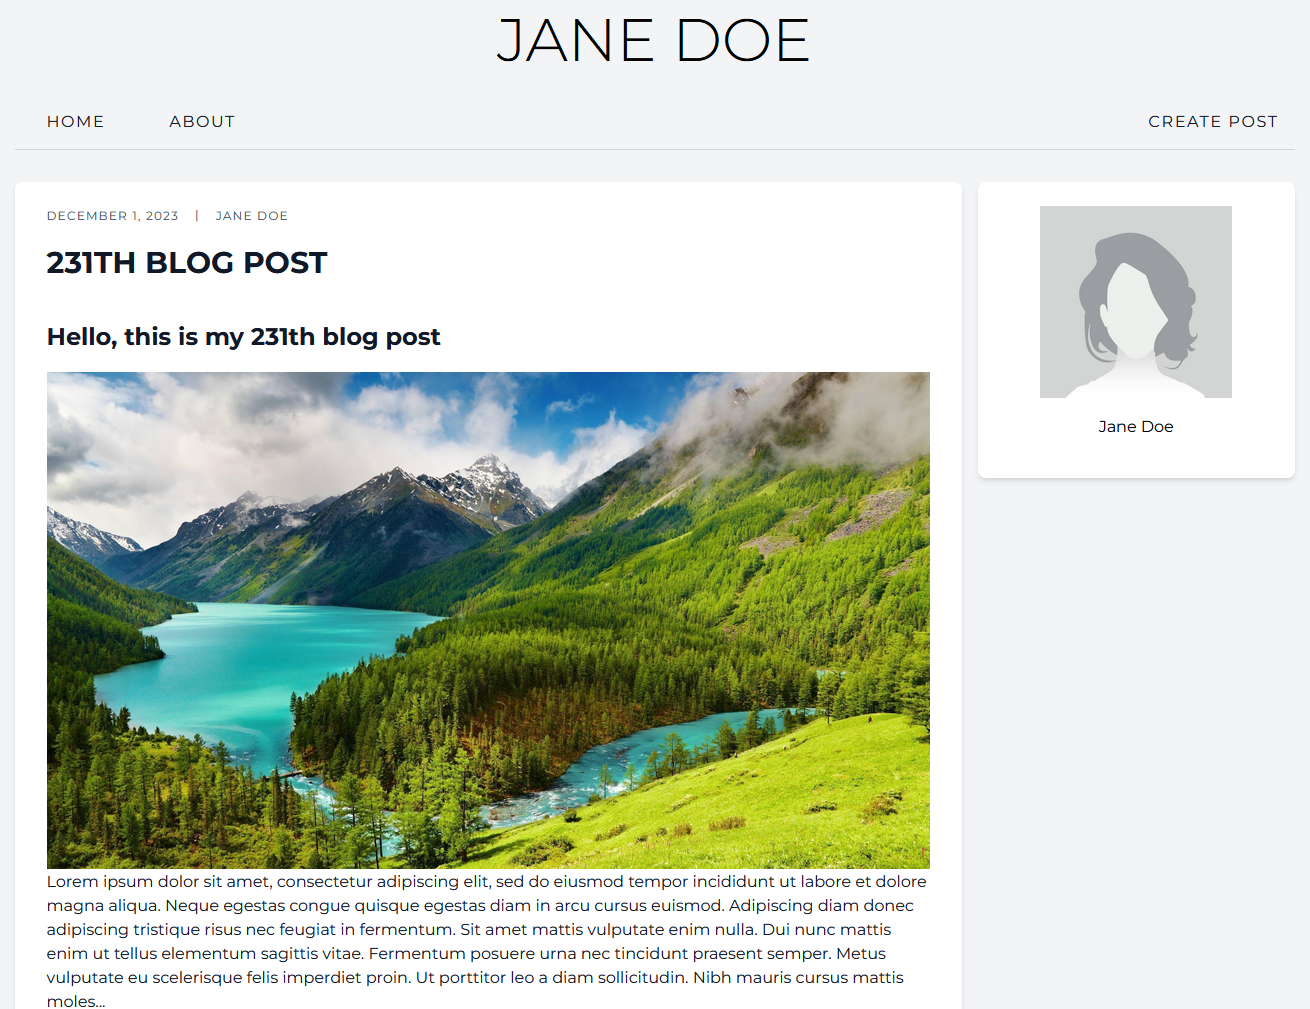 JANE DOE
HOME ABOUT CREATE POST
DECEMBER 1, 2023 | JANE DOE
231TH BLOG POST
Hello, this is my 231th blog post
Lorem ipsum dolor sit amet, consectetur adipiscing elit, sed do eiusmod tempor incididunt ut labore et dolore
magna aliqua. Neque egestas congue quisque egestas diam in arcu cursus euismod. Adipiscing diam donec
adipiscing tristique risus nec feugiat in fermentum. Sit amet mattis vulputate enim nulla. Dui nunc mattis
enim ut tellus elementum sagittis vitae. Fermentum posuere urna nec tincidunt praesent semper. Metus
vulputate eu scelerisque felis imperdiet proin. Ut porttitor leo a diam sollicitudin. Nibh mauris cursus mattis
moles...
Jane Doe